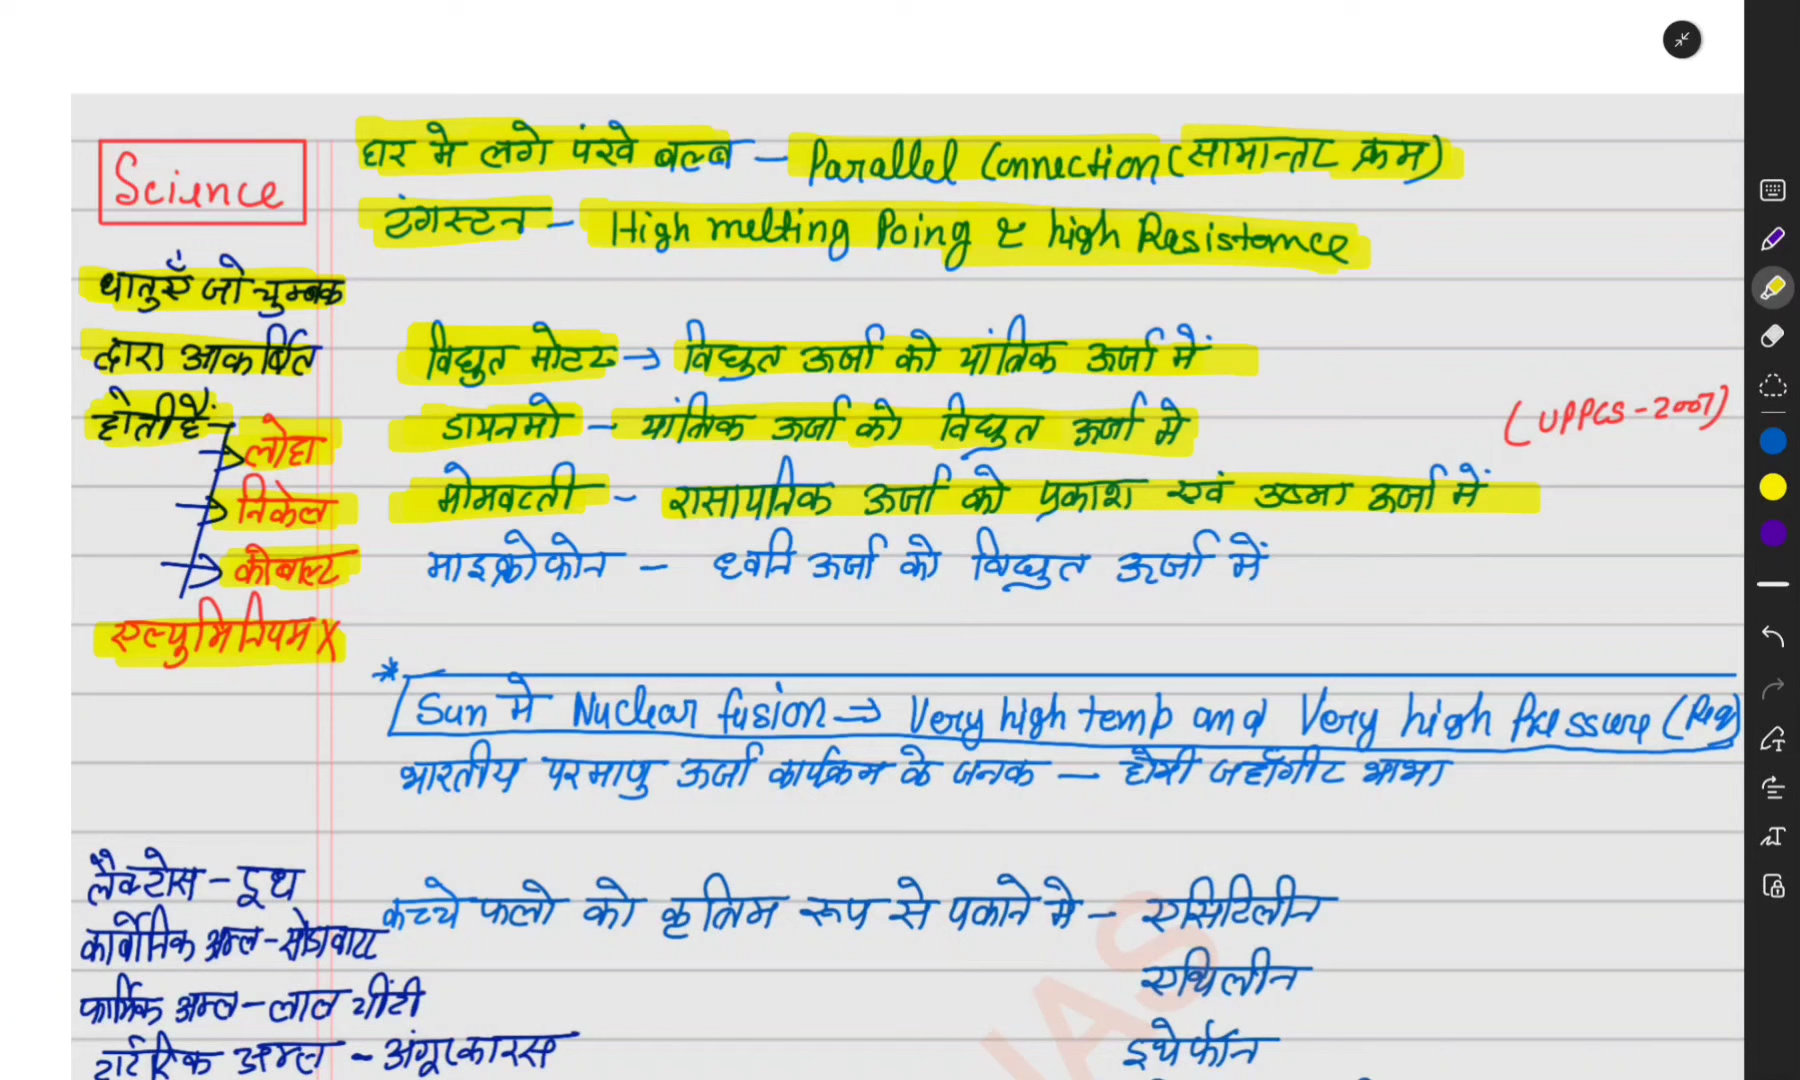 Science
घर मे लगे पंखे बल्ब – Parallel Connection (सामान्तर क्रम)
टंगस्टन – High melting Poing & high Resistance
धातुएँ जो चुम्बक
द्वारा आकर्षित
होती हैं
लोहा
निकेल
कोबाल्ट
एल्युमिनियम X
विद्युत मोटर → विद्युत ऊर्जा को यांत्रिक ऊर्जा में
डायनमो – यांत्रिक ऊर्जा को विद्युत ऊर्जा में
(UPPCS-2007)
मोमबत्ती – रासायनिक ऊर्जा को प्रकाश एवं उष्मा ऊर्जा में
माइक्रोफोन – ध्वनि ऊर्जा को विद्युत ऊर्जा में
* Sun मे Nuclear fusion ⇒ Very high temp and Very high Pressure
भारतीय परमाणु ऊर्जा कार्यक्रम के जनक – होमी जहाँगीर भाभा
लैक्टोस – दूध
कार्बोनिक अम्ल – सोडावाटर
फार्मिक अम्ल – लाल चींटी
टार्टरिक अम्ल – अंगूर का रस
कच्चे फलो को कृत्रिम रूप से पकाने मे – एसिटिलीन
एथिलीन
इथेफॉन
IAS